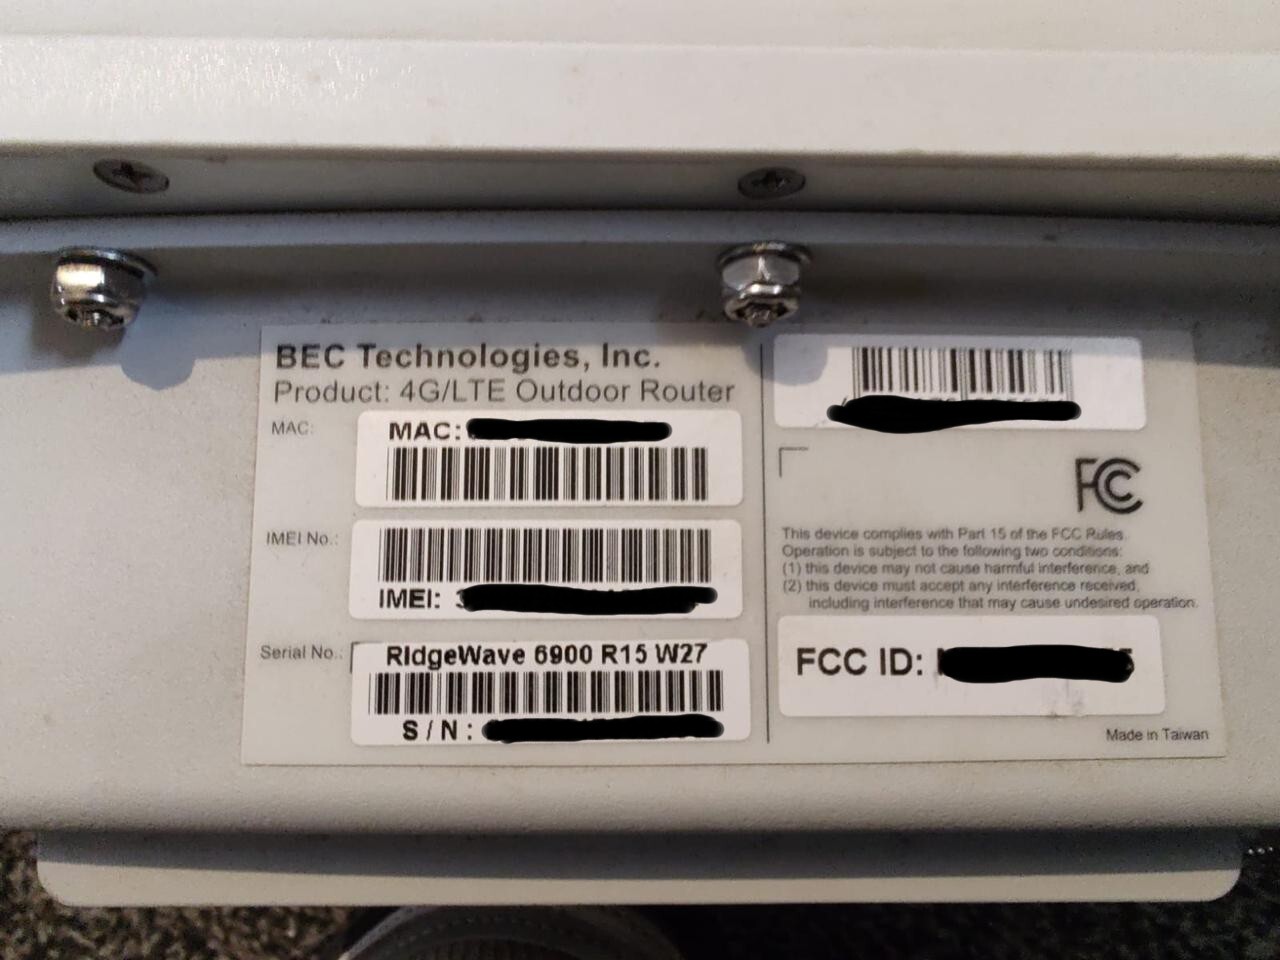 BEC Technologies, Inc.
Product: 4G/LTE Outdoor Router
MAC:
MAC:
IMEI No.:
IMEI:
Serial No.:
RidgeWave 6900 R15 W27
S/N:
FC
This device complies with Part 15 of the FCC Rules.
Operation is subject to the following two conditions:
(1) this device may not cause harmful interference, and
(2) this device must accept any interference received,
including interference that may cause undesired operation.
FCC ID:
Made in Taiwan